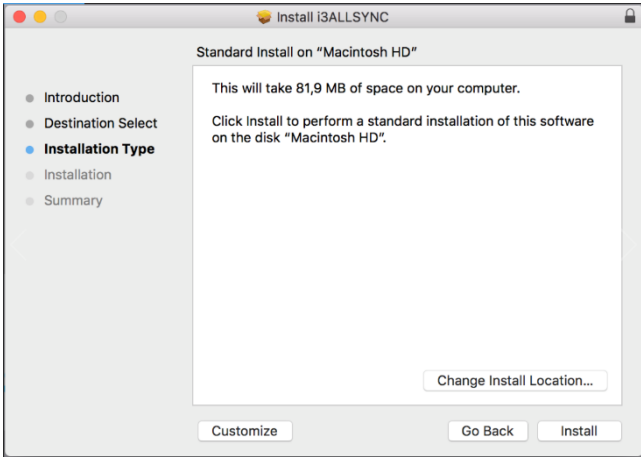 Install i3ALLSYNC
Standard Install on “Macintosh HD”
Introduction
Destination Select
Installation Type
Installation
Summary
This will take 81,9 MB of space on your computer.
Click Install to perform a standard installation of this software
on the disk “Macintosh HD”.
Change Install Location...
Customize
Go Back
Install